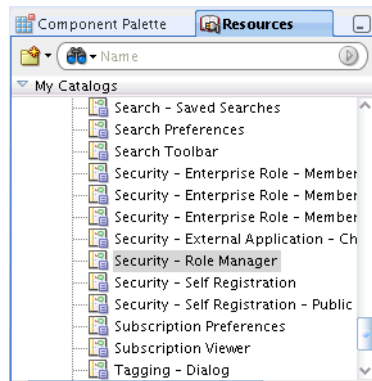 Component Palette Resources
Name
My Catalogs
Search - Saved Searches
Search Preferences
Search Toolbar
Security - Enterprise Role - Member
Security - Enterprise Role - Member
Security - Enterprise Role - Member
Security - External Application - Ch
Security - Role Manager
Security - Self Registration
Security - Self Registration - Public
Subscription Preferences
Subscription Viewer
Tagging - Dialog